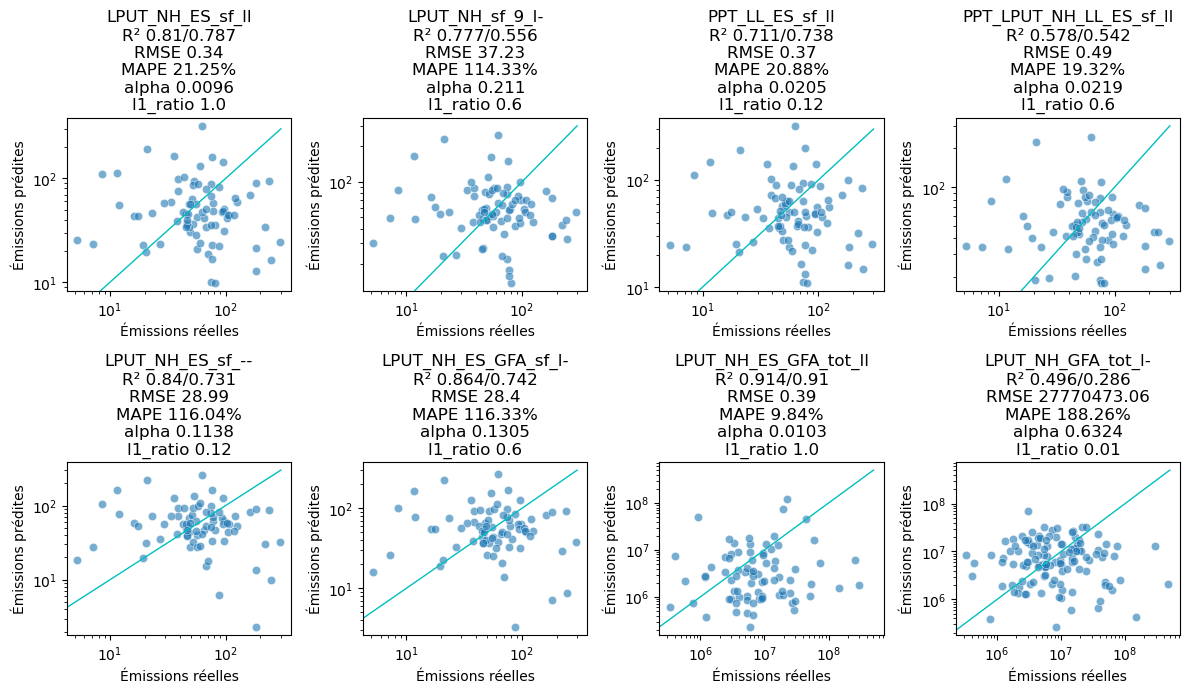 LPUT_NH_ES_sf_II
R² 0.81/0.787
RMSE 0.34
MAPE 21.25%
alpha 0.0096
l1_ratio 1.0
Émissions prédites
10²
10¹
10¹
10²
Émissions réelles
LPUT_NH_sf_9_I-
R² 0.777/0.556
RMSE 37.23
MAPE 114.33%
alpha 0.211
l1_ratio 0.6
Émissions prédites
10²
10¹
10²
Émissions réelles
PPT_LL_ES_sf_II
R² 0.711/0.738
RMSE 0.37
MAPE 20.88%
alpha 0.0205
l1_ratio 0.12
Émissions prédites
10²
10¹
10¹
10²
Émissions réelles
PPT_LPUT_NH_LL_ES_sf_II
R² 0.578/0.542
RMSE 0.49
MAPE 19.32%
alpha 0.0219
l1_ratio 0.6
Émissions prédites
10²
10¹
10²
Émissions réelles
LPUT_NH_ES_sf_--
R² 0.84/0.731
RMSE 28.99
MAPE 116.04%
alpha 0.1138
l1_ratio 0.12
Émissions prédites
10²
10¹
10¹
10²
Émissions réelles
LPUT_NH_ES_GFA_sf_I-
R² 0.864/0.742
RMSE 28.4
MAPE 116.33%
alpha 0.1305
l1_ratio 0.6
Émissions prédites
10²
10¹
10¹
10²
Émissions réelles
LPUT_NH_ES_GFA_tot_II
R² 0.914/0.91
RMSE 0.39
MAPE 9.84%
alpha 0.0103
l1_ratio 1.0
Émissions prédites
10⁸
10⁷
10⁶
10⁶
10⁷
10⁸
Émissions réelles
LPUT_NH_GFA_tot_I-
R² 0.496/0.286
RMSE 27770473.06
MAPE 188.26%
alpha 0.6324
l1_ratio 0.01
Émissions prédites
10⁸
10⁷
10⁶
10⁶
10⁷
10⁸
Émissions réelles